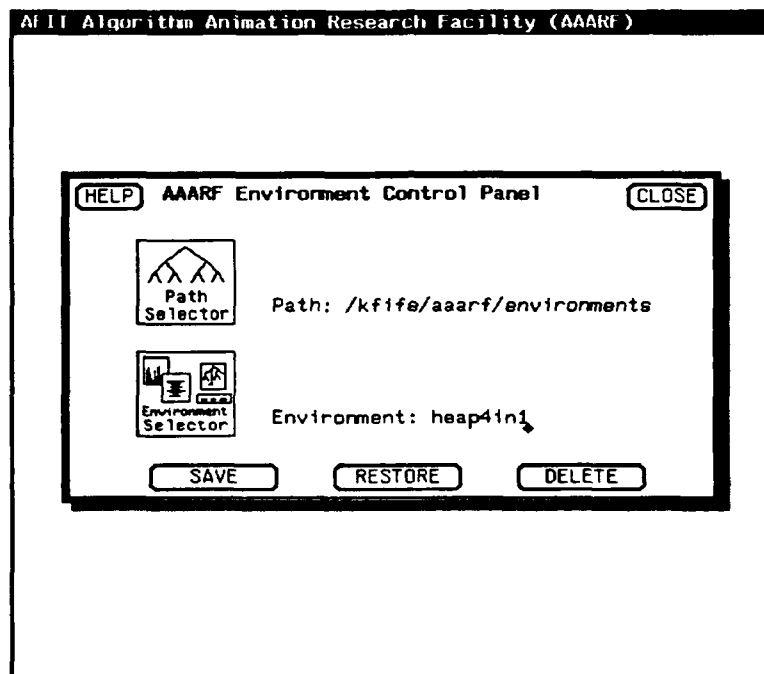 AFIT Algorithm Animation Research Facility (AAARF)
HELP AAARF Environment Control Panel CLOSE
Path
Selector
Path: /kfife/aaarf/environments
Environment
Selector
Environment: heap4in1
SAVE RESTORE DELETE